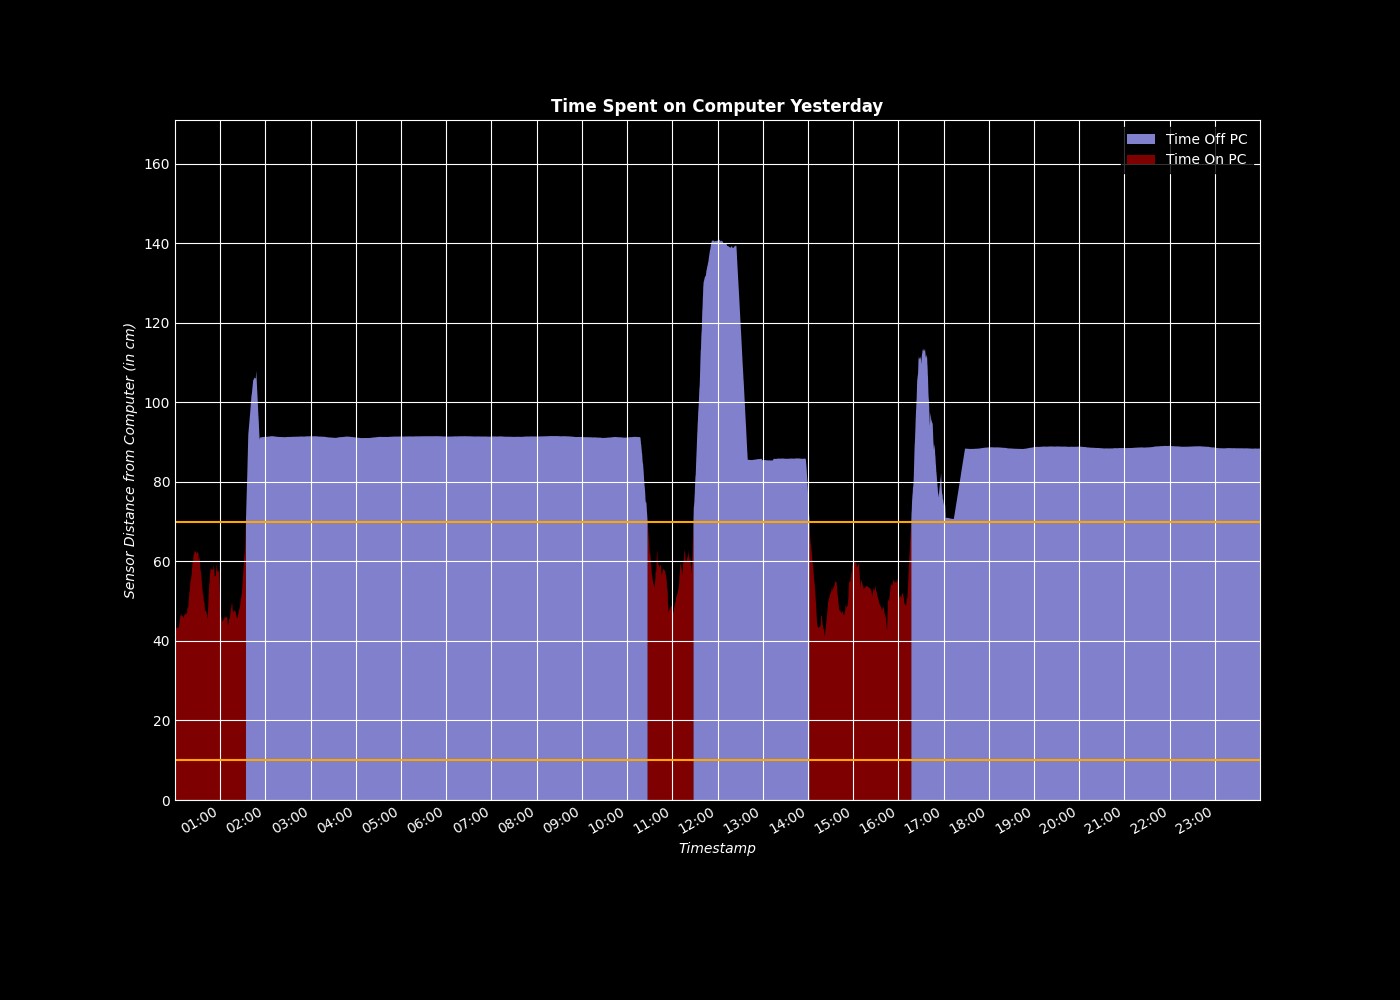 Time Spent on Computer Yesterday
Time Off PC
Time On PC
Sensor Distance from Computer (in cm)
160
140
120
100
80
60
40
20
0
01:00 02:00 03:00 04:00 05:00 06:00 07:00 08:00 09:00 10:00 11:00 12:00 13:00 14:00 15:00 16:00 17:00 18:00 19:00 20:00 21:00 22:00 23:00
Timestamp